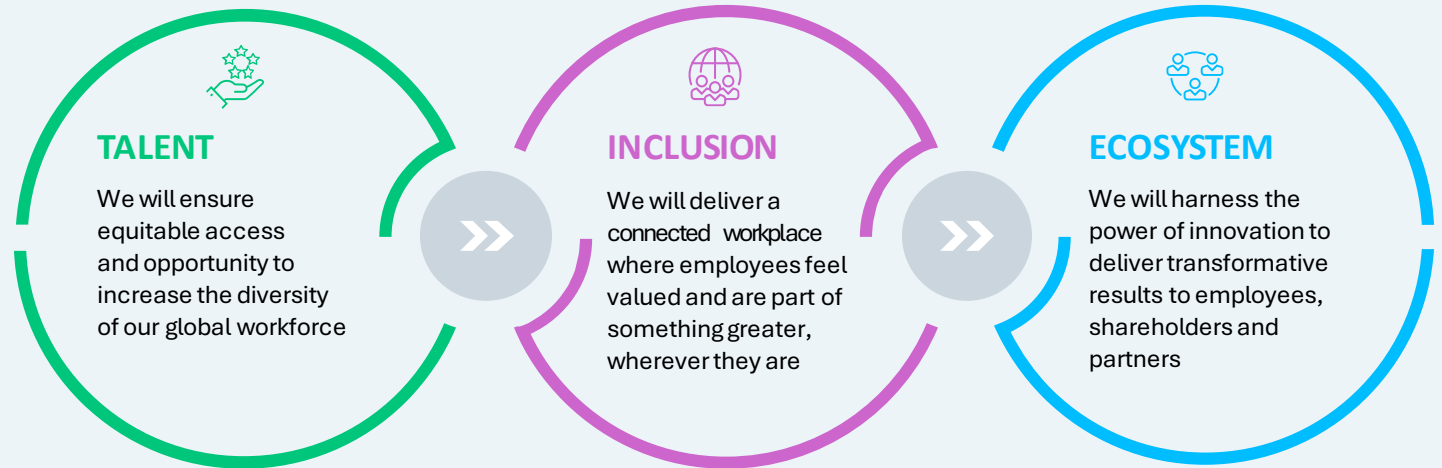 TALENT
We will ensure
equitable access
and opportunity to
increase the diversity
of our global workforce
INCLUSION
We will deliver a
connected workplace
where employees feel
valued and are part of
something greater,
wherever they are
ECOSYSTEM
We will harness the
power of innovation to
deliver transformative
results to employees,
shareholders and
partners